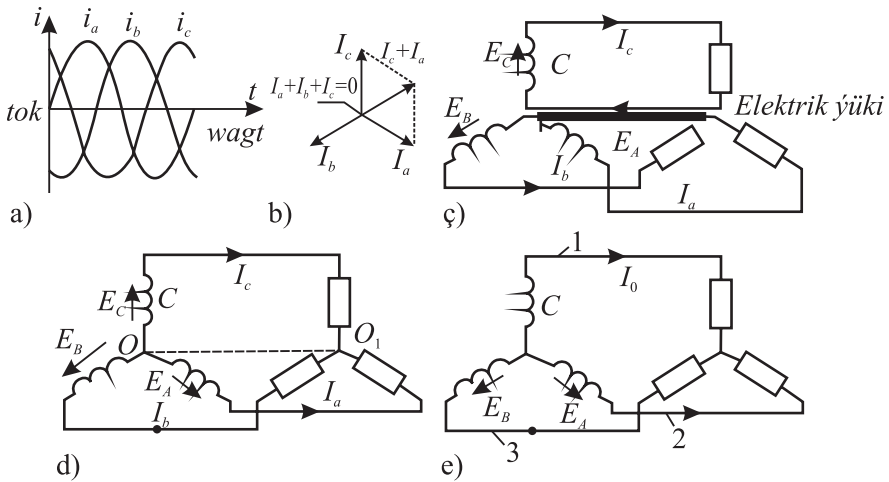 i
i_a i_b i_c
tok
t
wagt
a)
I_c I_c+I_a
I_a+I_b+I_c=0
I_b I_a
b)
I_c
E_C C
E_B
Elektrik ýüki
E_A
I_b
I_a
ç)
I_c
E_C C
E_B
O O_1
E_A
I_a
I_b
d)
1
I_0
C
E_B E_A
3 2
e)